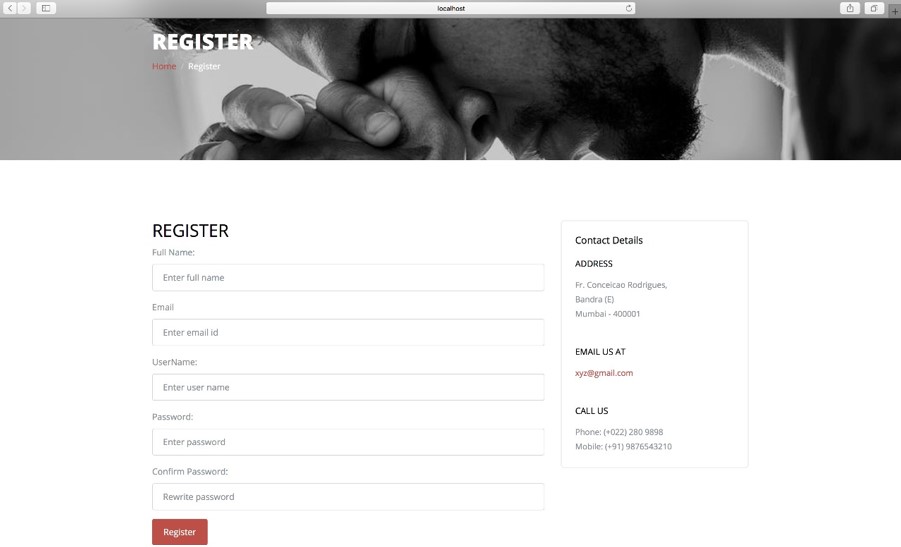 localhost
REGISTER
Home / Register
REGISTER
Full Name:
Enter full name
Email
Enter email id
UserName:
Enter user name
Password:
Enter password
Confirm Password:
Rewrite password
Register
Contact Details
ADDRESS
Fr. Conceicao Rodrigues,
Bandra (E)
Mumbai - 400001
EMAIL US AT
xyz@gmail.com
CALL US
Phone: (+022) 280 9898
Mobile: (+91) 9876543210